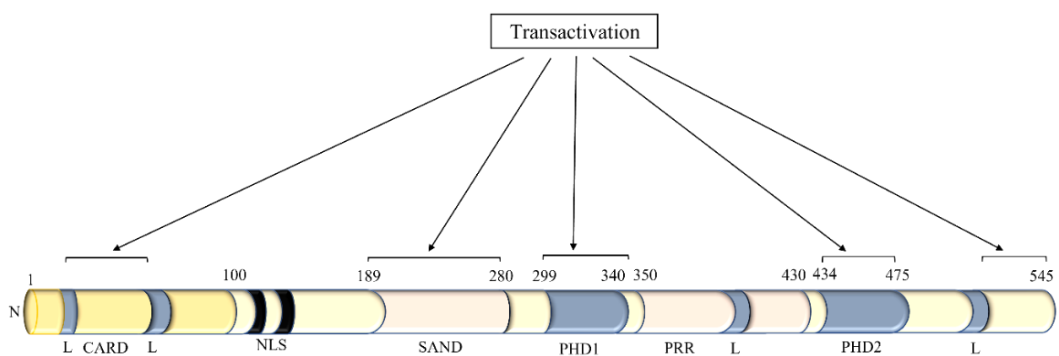 Transactivation
1 100 189 280 299 340 350 430 434 475 545
N
L CARD L NLS SAND PHD1 PRR L PHD2 L